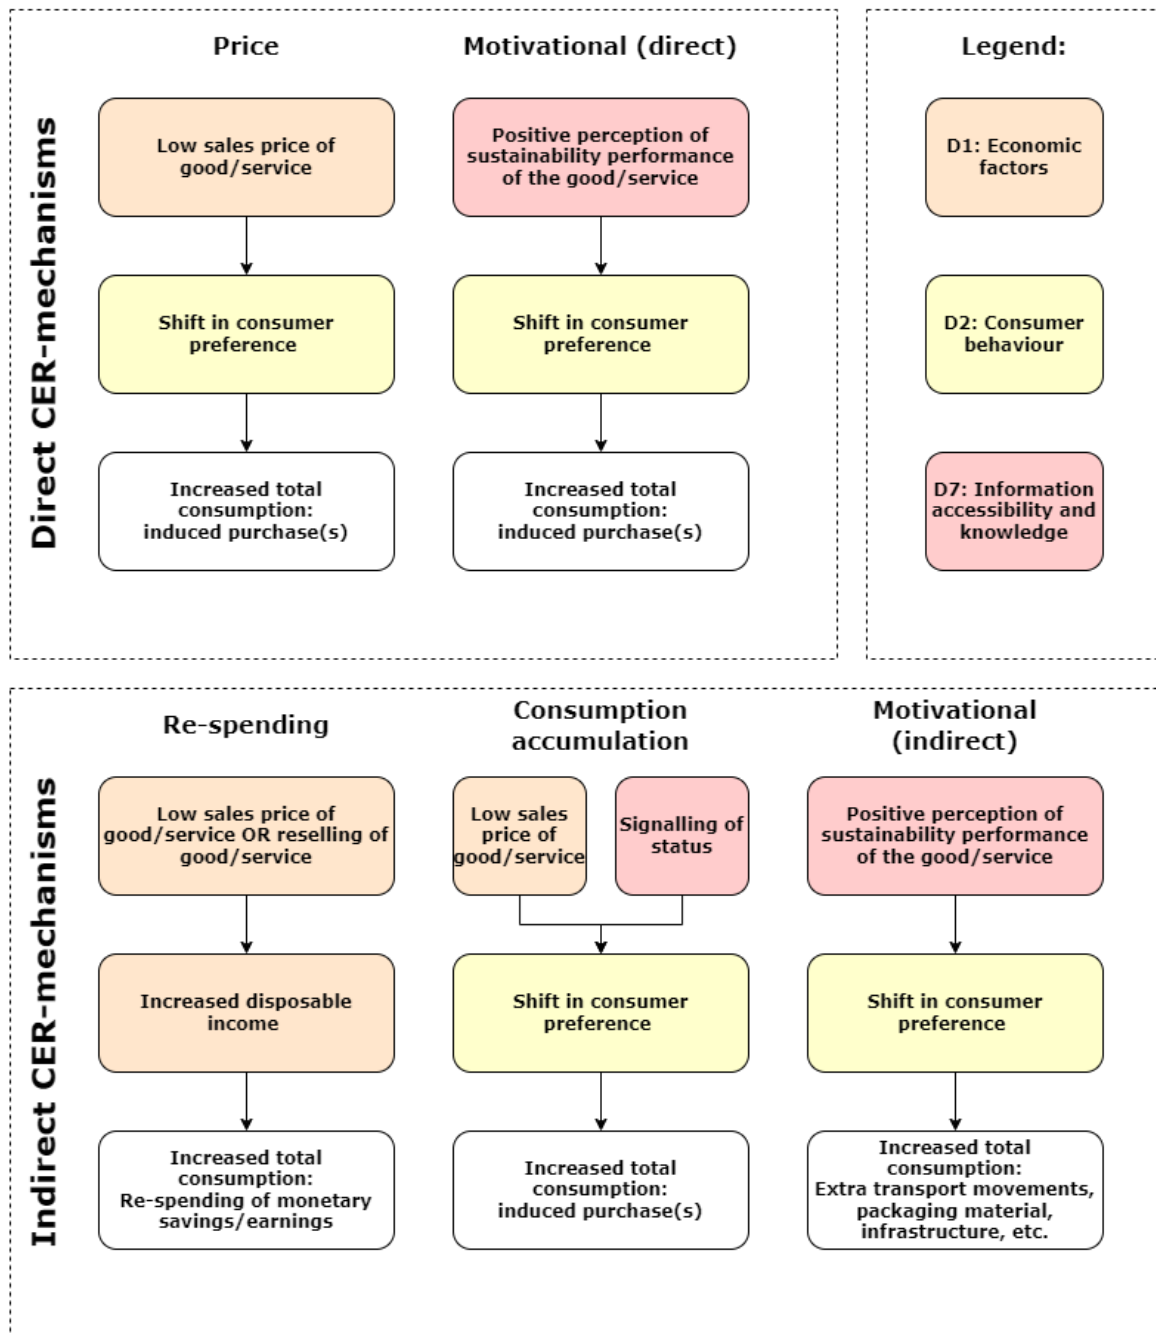 Direct CER-mechanisms
Price
Low sales price of
good/service
Shift in consumer
preference
Increased total
consumption:
induced purchase(s)
Motivational (direct)
Positive perception of
sustainability performance
of the good/service
Shift in consumer
preference
Increased total
consumption:
induced purchase(s)
Legend:
D1: Economic
factors
D2: Consumer
behaviour
D7: Information
accessibility and
knowledge
Indirect CER-mechanisms
Re-spending
Low sales price of
good/service OR reselling of
good/service
Increased disposable
income
Increased total
consumption:
Re-spending of monetary
savings/earnings
Consumption
accumulation
Low sales
price of
good/service
Signalling of
status
Shift in consumer
preference
Increased total
consumption:
induced purchase(s)
Motivational
(indirect)
Positive perception of
sustainability performance
of the good/service
Shift in consumer
preference
Increased total
consumption:
Extra transport movements,
packaging material,
infrastructure, etc.